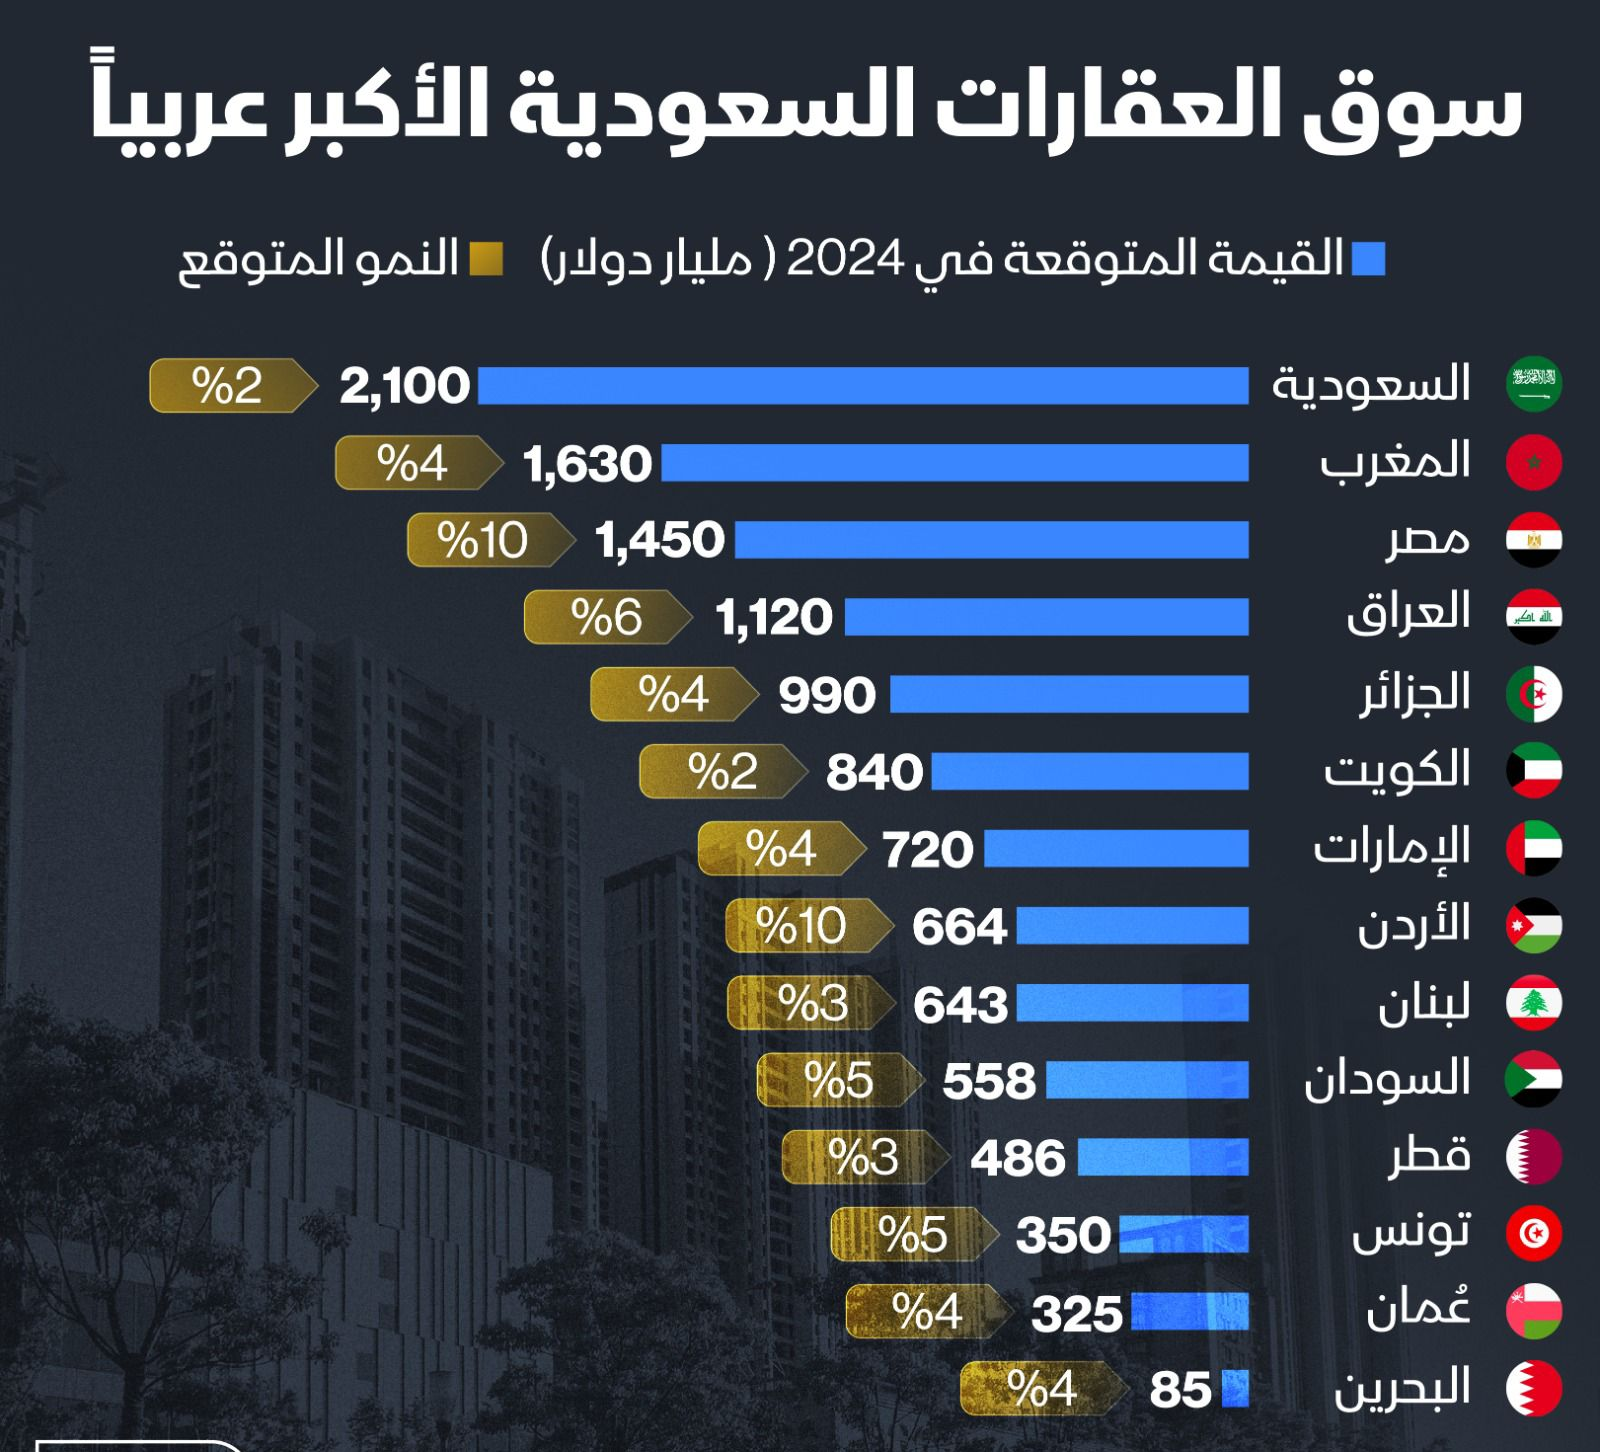 سوق العقارات السعودية الأكبر عربياً
القيمة المتوقعة في 2024 ( مليار دولار) النمو المتوقع
السعودية 2,100 %2
المغرب 1,630 %4
مصر 1,450 %10
العراق 1,120 %6
الجزائر 990 %4
الكويت 840 %2
الإمارات 720 %4
الأردن 664 %10
لبنان 643 %3
السودان 558 %5
قطر 486 %3
تونس 350 %5
عُمان 325 %4
البحرين 85 %4